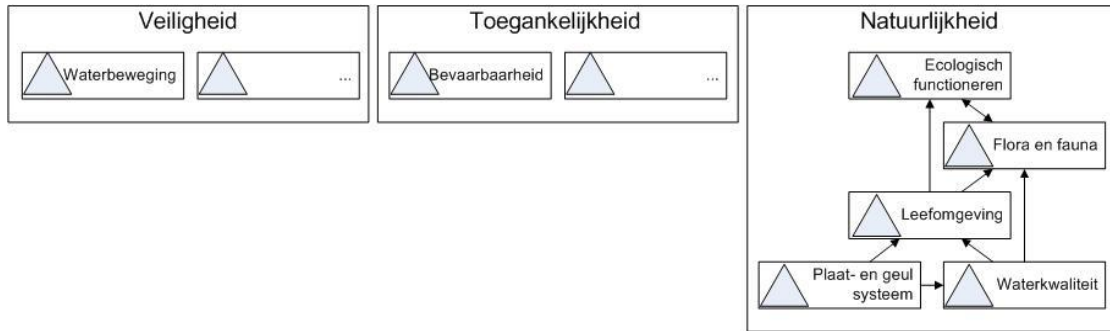 Veiligheid
Waterbeweging
...
Toegankelijkheid
Bevaarbaarheid
...
Natuurlijkheid
Ecologisch
functioneren
Flora en fauna
Leefomgeving
Plaat- en geul
systeem
Waterkwaliteit